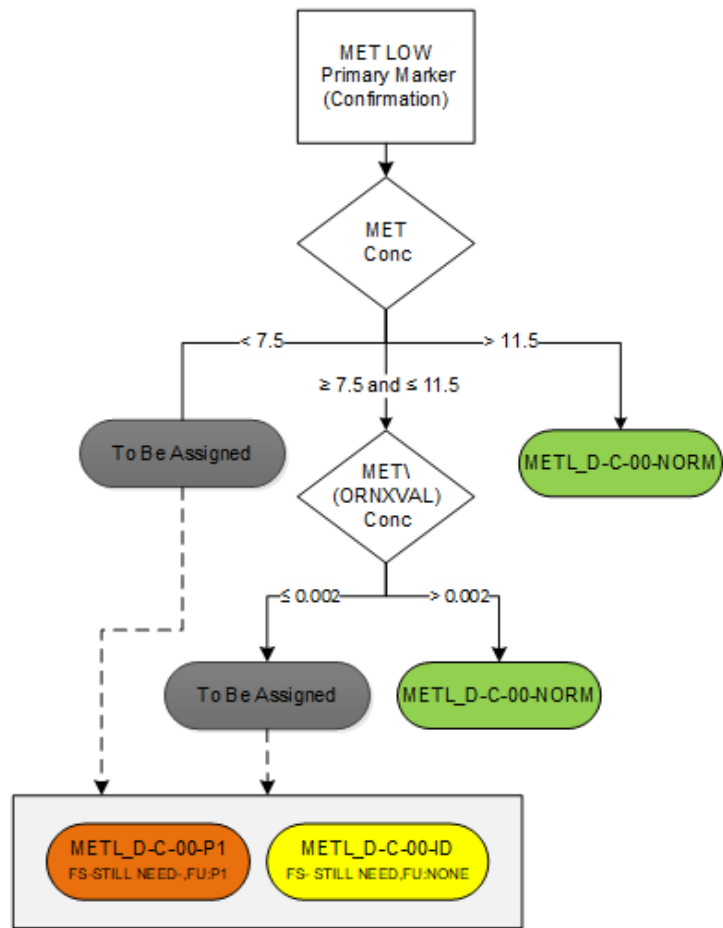 MET LOW
Primary Marker
(Confirmation)
MET
Conc
< 7.5
> 11.5
≥ 7.5 and ≤ 11.5
To Be Assigned
METL_D-C-00-NORM
MET\
(ORNXVAL)
Conc
≤ 0.002
> 0.002
To Be Assigned
METL_D-C-00-NORM
METL_D-C-00-P1
FS-STILL NEED-,FU:P1
METL_D-C-00-ID
FS- STILL NEED,FU:NONE